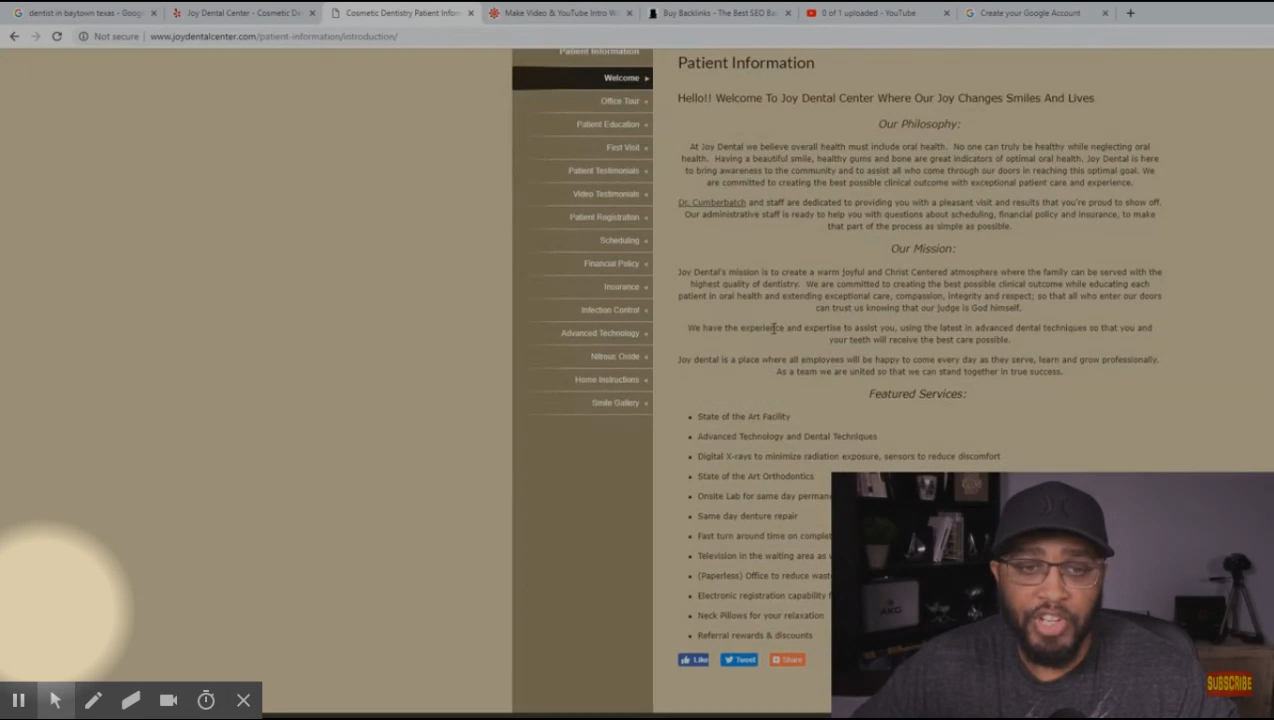 dentist in baytown texas - Goog
Joy Dental Center - Cosmetic De
Cosmetic Dentistry Patient Infor
Make Video & YouTube Intro Wi
Buy Backlinks - The Best SEO Ba
0 of 1 uploaded - YouTube
Create your Google Account
Not secure
www.joydentalcenter.com/patient-information/introduction/
Patient Information
Welcome
Office Tour
Patient Education
First Visit
Patient Testimonials
Video Testimonials
Patient Registration
Scheduling
Financial Policy
Insurance
Infection Control
Advanced Technology
Nitrous Oxide
Home Instructions
Smile Gallery
Patient Information
Hello!! Welcome To Joy Dental Center Where Our Joy Changes Smiles And Lives
Our Philosophy:
At Joy Dental we believe overall health must include oral health. No one can truly be healthy while neglecting oral
health. Having a beautiful smile, healthy gums and bone are great indicators of optimal oral health. Joy Dental is here
to bring awareness to the community and to assist all who come through our doors in reaching this optimal goal. We
are committed to creating the best possible clinical outcome with exceptional patient care and experience.
Dr. Cumberbatch and staff are dedicated to providing you with a pleasant visit and results that you're proud to show off.
Our administrative staff is ready to help you with questions about scheduling, financial policy and insurance, to make
that part of the process as simple as possible.
Our Mission:
Joy Dental's mission is to create a warm joyful and Christ Centered atmosphere where the family can be served with the
highest quality of dentistry. We are committed to creating the best possible clinical outcome while educating each
patient in oral health and extending exceptional care, compassion, integrity and respect; so that all who enter our doors
can trust us knowing that our judge is God himself.
We have the experience and expertise to assist you, using the latest in advanced dental techniques so that you and
your teeth will receive the best care possible.
Joy dental is a place where all employees will be happy to come every day as they serve, learn and grow professionally.
As a team we are united so that we can stand together in true success.
Featured Services:
State of the Art Facility
Advanced Technology and Dental Techniques
Digital X-rays to minimize radiation exposure, sensors to reduce discomfort
State of the Art Orthodontics
Onsite Lab for same day perman
Same day denture repair
Fast turn around time on complet
Television in the waiting area as
(Paperless) Office to reduce wast
Electronic registration capability
Neck Pillows for your relaxation
Referral rewards & discounts
Like
Tweet
Share
AKG
SUBSCRIBE